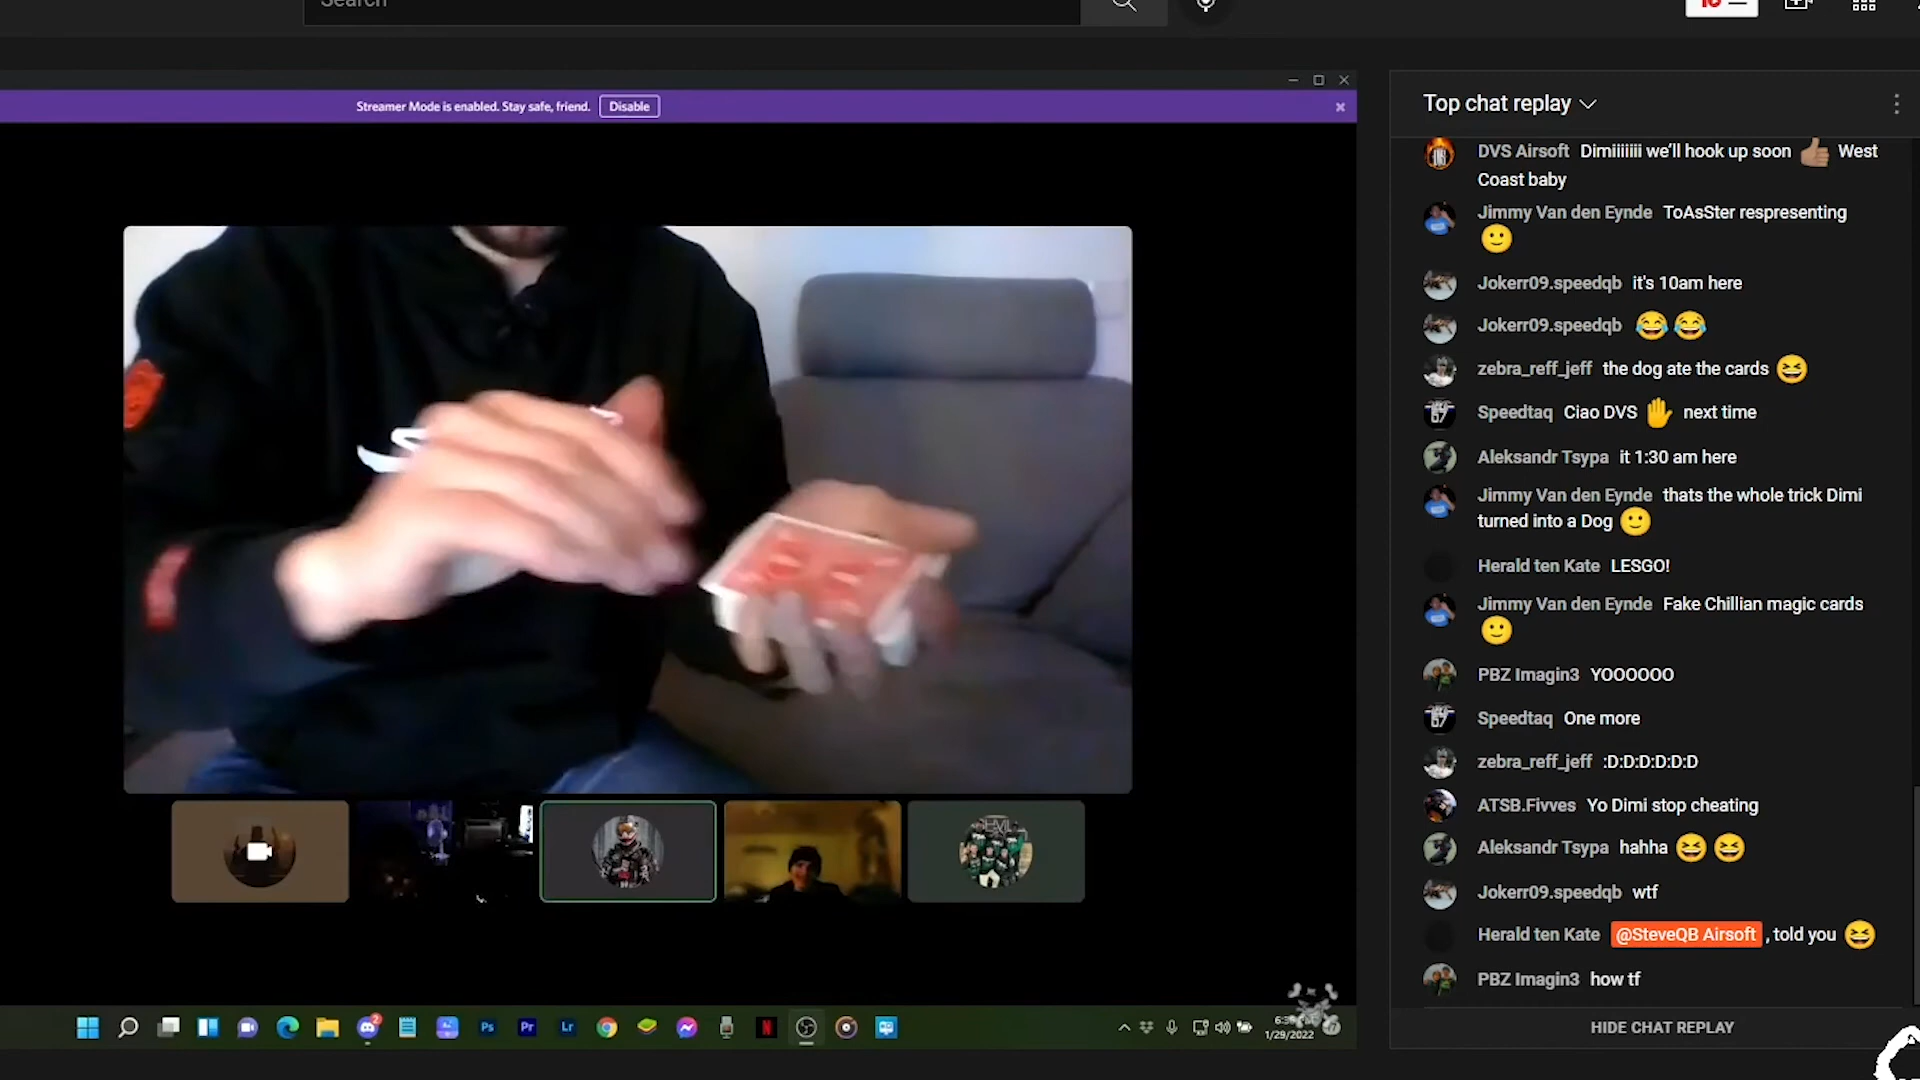 Search
Streamer Mode is enabled. Stay safe, friend. Disable
Top chat replay
DVS Airsoft Dimiiiiiii we'll hook up soon 👍🏽 West
Coast baby
Jimmy Van den Eynde ToAsSter respresenting
🙂
Jokerr09.speedqb it's 10am here
Jokerr09.speedqb 😂😂
zebra_reff_jeff the dog ate the cards 😆
Speedtaq Ciao DVS ✋ next time
Aleksandr Tsypa it 1:30 am here
Jimmy Van den Eynde thats the whole trick Dimi
turned into a Dog 🙂
Herald ten Kate LESGO!
Jimmy Van den Eynde Fake Chillian magic cards
🙂
PBZ Imagin3 YOOOOOO
Speedtaq One more
zebra_reff_jeff :D:D:D:D:D:D
ATSB.Fivves Yo Dimi stop cheating
Aleksandr Tsypa hahha 😆😆
Jokerr09.speedqb wtf
Herald ten Kate @SteveQB Airsoft , told you 😆
PBZ Imagin3 how tf
HIDE CHAT REPLAY
Ps
Pr
Lr
N
1/29/2022